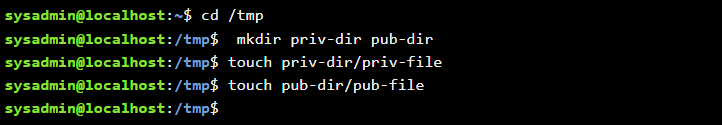 sysadmin@localhost:~$ cd /tmp
sysadmin@localhost:/tmp$  mkdir priv-dir pub-dir
sysadmin@localhost:/tmp$ touch priv-dir/priv-file
sysadmin@localhost:/tmp$ touch pub-dir/pub-file
sysadmin@localhost:/tmp$